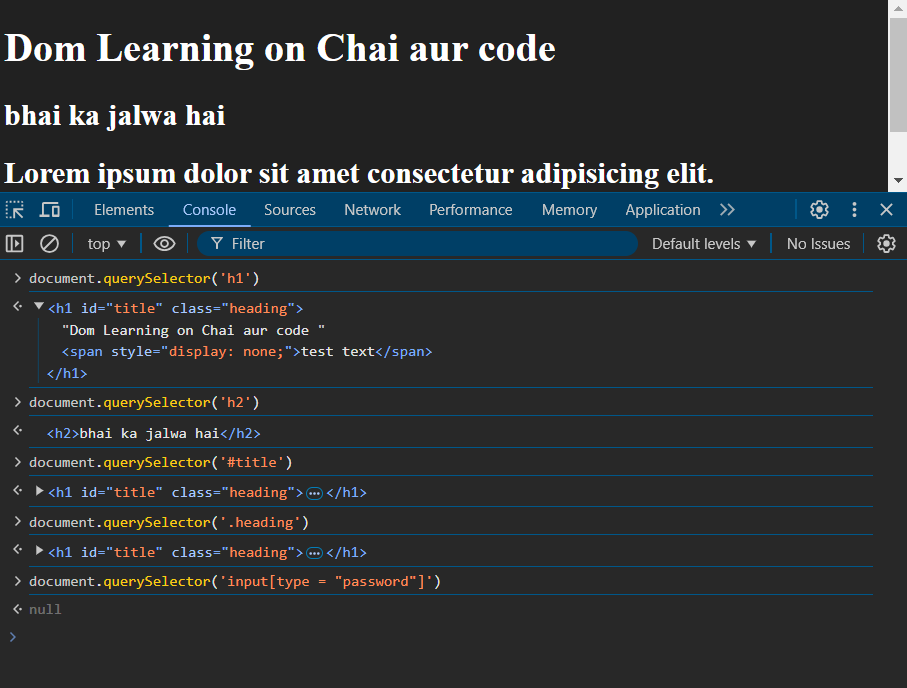 Dom Learning on Chai aur code
bhai ka jalwa hai
Lorem ipsum dolor sit amet consectetur adipisicing elit.
Elements Console Sources Network Performance Memory Application
top Filter Default levels No Issues
document.querySelector('h1')
<h1 id="title" class="heading">
"Dom Learning on Chai aur code "
<span style="display: none;">test text</span>
</h1>
document.querySelector('h2')
<h2>bhai ka jalwa hai</h2>
document.querySelector('#title')
<h1 id="title" class="heading">…</h1>
document.querySelector('.heading')
<h1 id="title" class="heading">…</h1>
document.querySelector('input[type = "password"]')
null